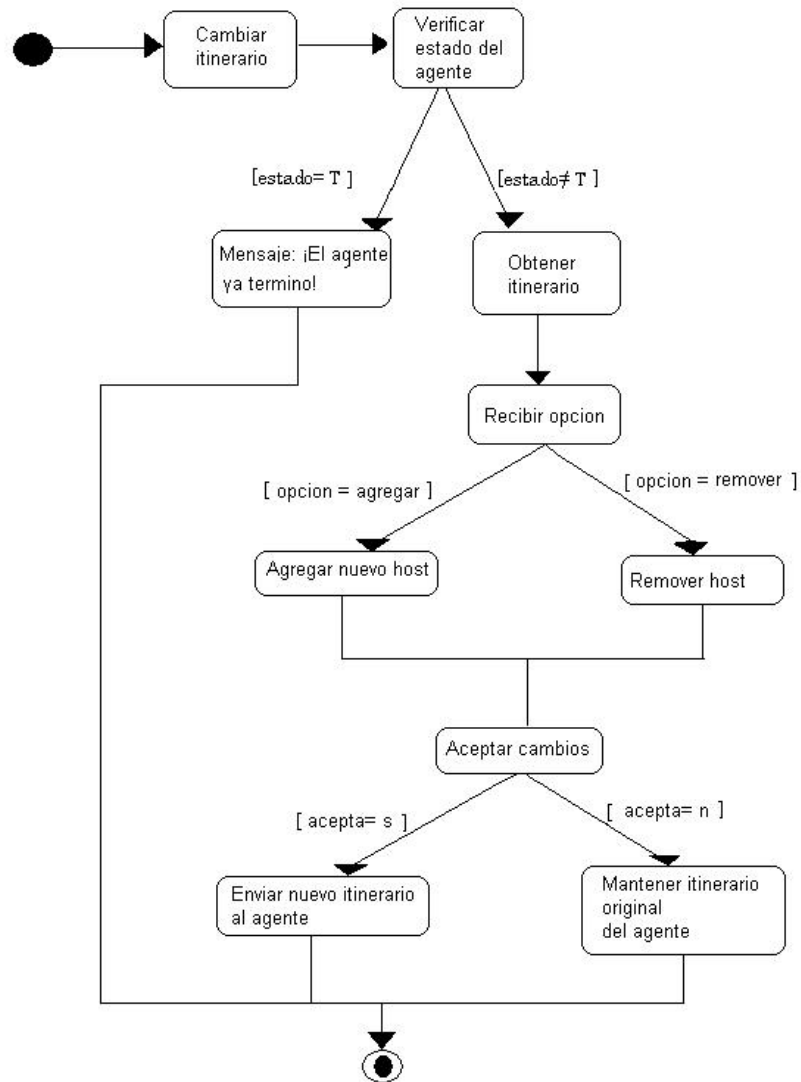 Cambiar
itinerario
Verificar
estado del
agente
[estado= T ]
[estado≠ T ]
Mensaje: ¡El agente
ya termino!
Obtener
itinerario
Recibir opcion
[ opcion = agregar ]
[ opcion = remover ]
Agregar nuevo host
Remover host
Aceptar cambios
[ acepta= s ]
[ acepta= n ]
Enviar nuevo itinerario
al agente
Mantener itinerario
original
del agente